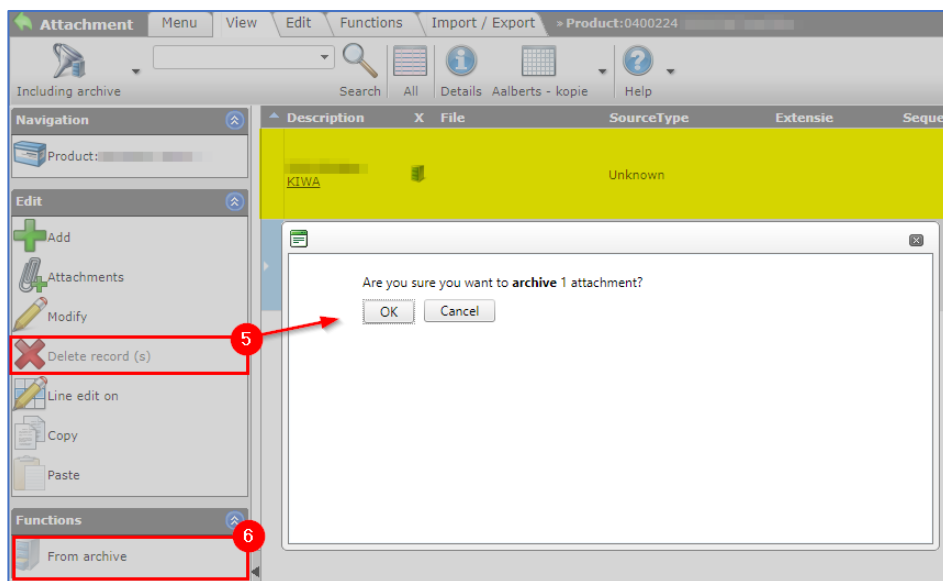 Attachment Menu View Edit Functions Import / Export » Product:0400224
Including archive Search All Details Aalberts - kopie Help
Navigation
Product:
Edit
Add
Attachments
Modify
Delete record (s)
Line edit on
Copy
Paste
Functions
From archive
Description X File SourceType Extensie Seque
KIWA Unknown
Are you sure you want to archive 1 attachment?
OK Cancel
5
6